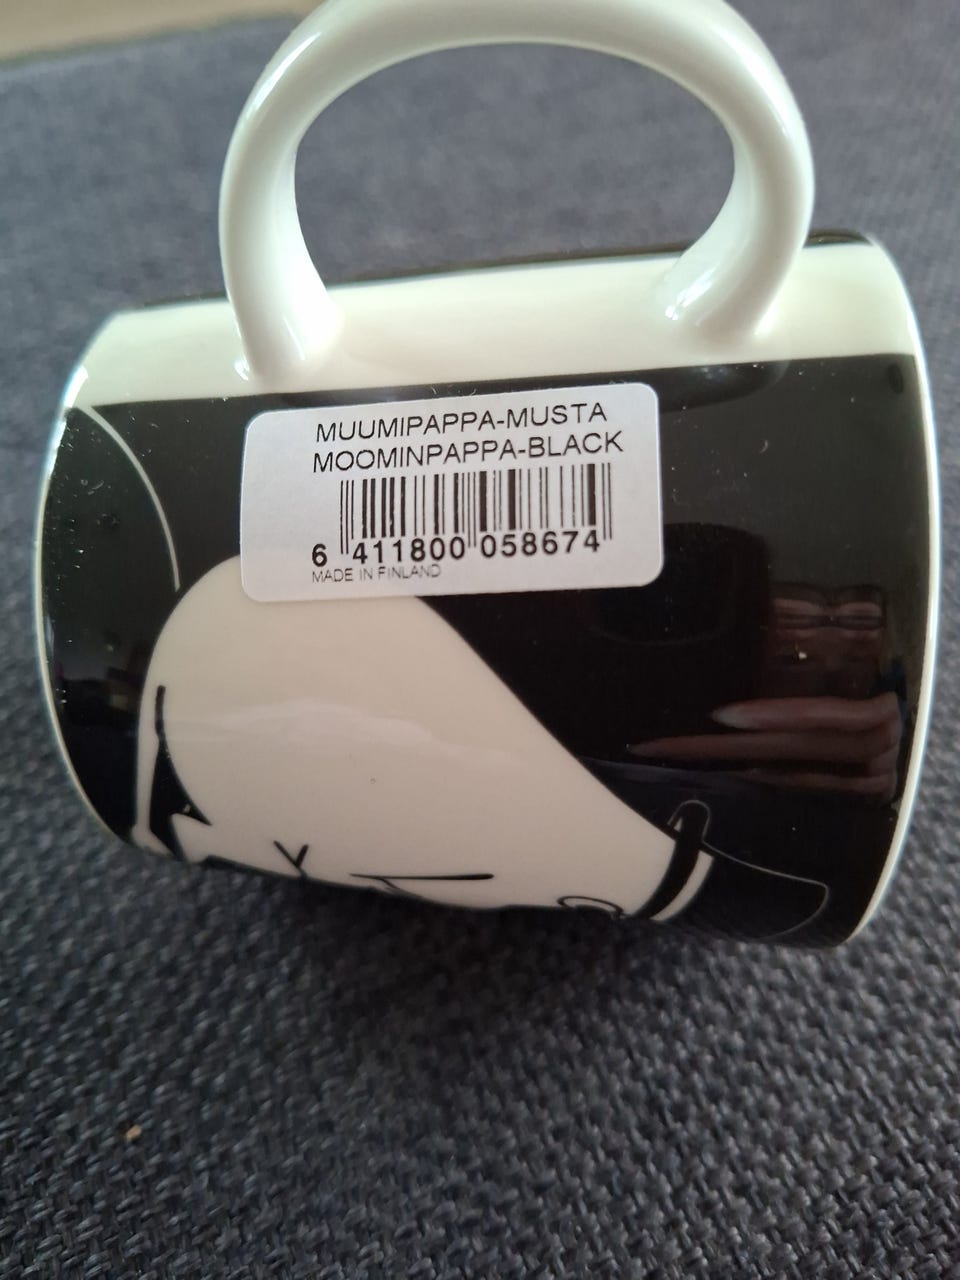 MUUMIPAPPA-MUSTA
MOOMINPAPPA-BLACK
6 411800 058674
MADE IN FINLAND